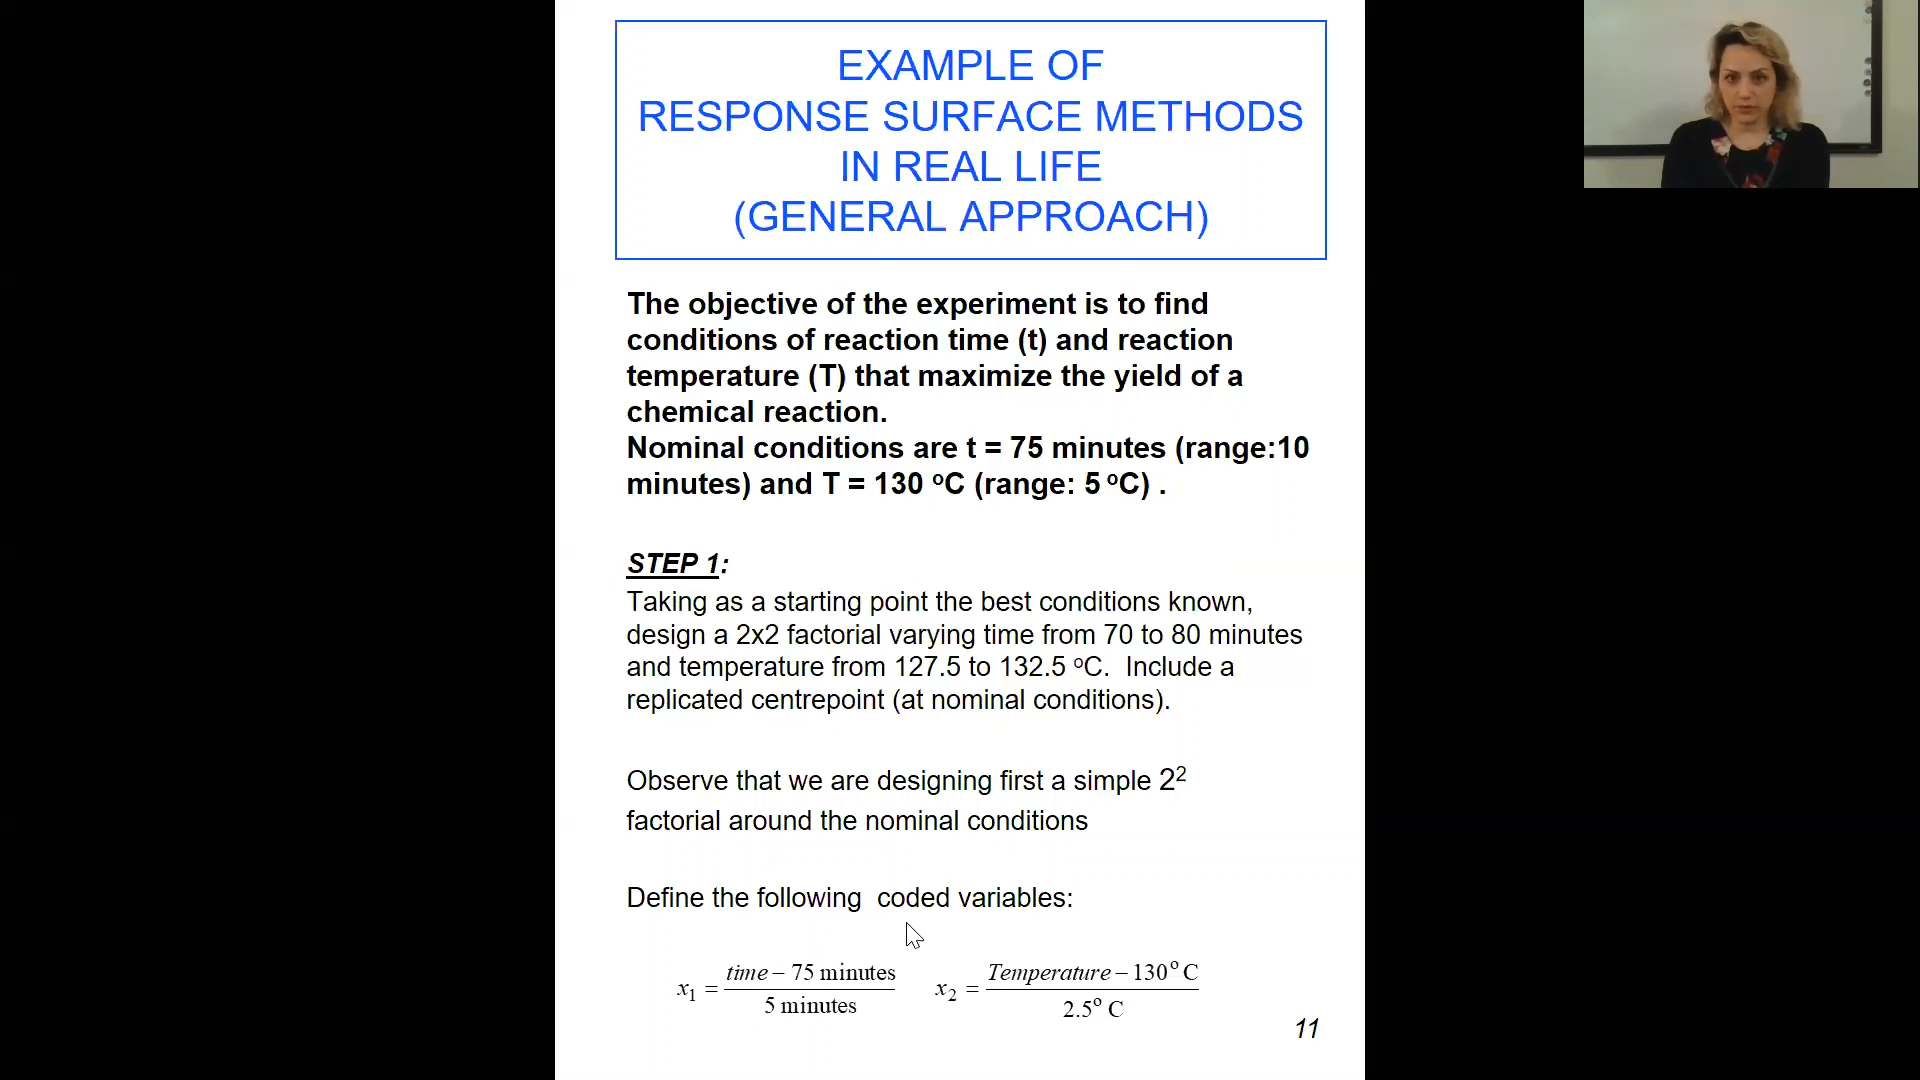 EXAMPLE OF
RESPONSE SURFACE METHODS
IN REAL LIFE
(GENERAL APPROACH)
The objective of the experiment is to find
conditions of reaction time (t) and reaction
temperature (T) that maximize the yield of a
chemical reaction.
Nominal conditions are t = 75 minutes (range:10
minutes) and T = 130 ºC (range: 5 ºC) .
STEP 1:
Taking as a starting point the best conditions known,
design a 2x2 factorial varying time from 70 to 80 minutes
and temperature from 127.5 to 132.5 ºC. Include a
replicated centrepoint (at nominal conditions).
Observe that we are designing first a simple 2²
factorial around the nominal conditions
Define the following coded variables:
x₁ = (time – 75 minutes) / (5 minutes) x₂ = (Temperature – 130º C) / (2.5º C)
11